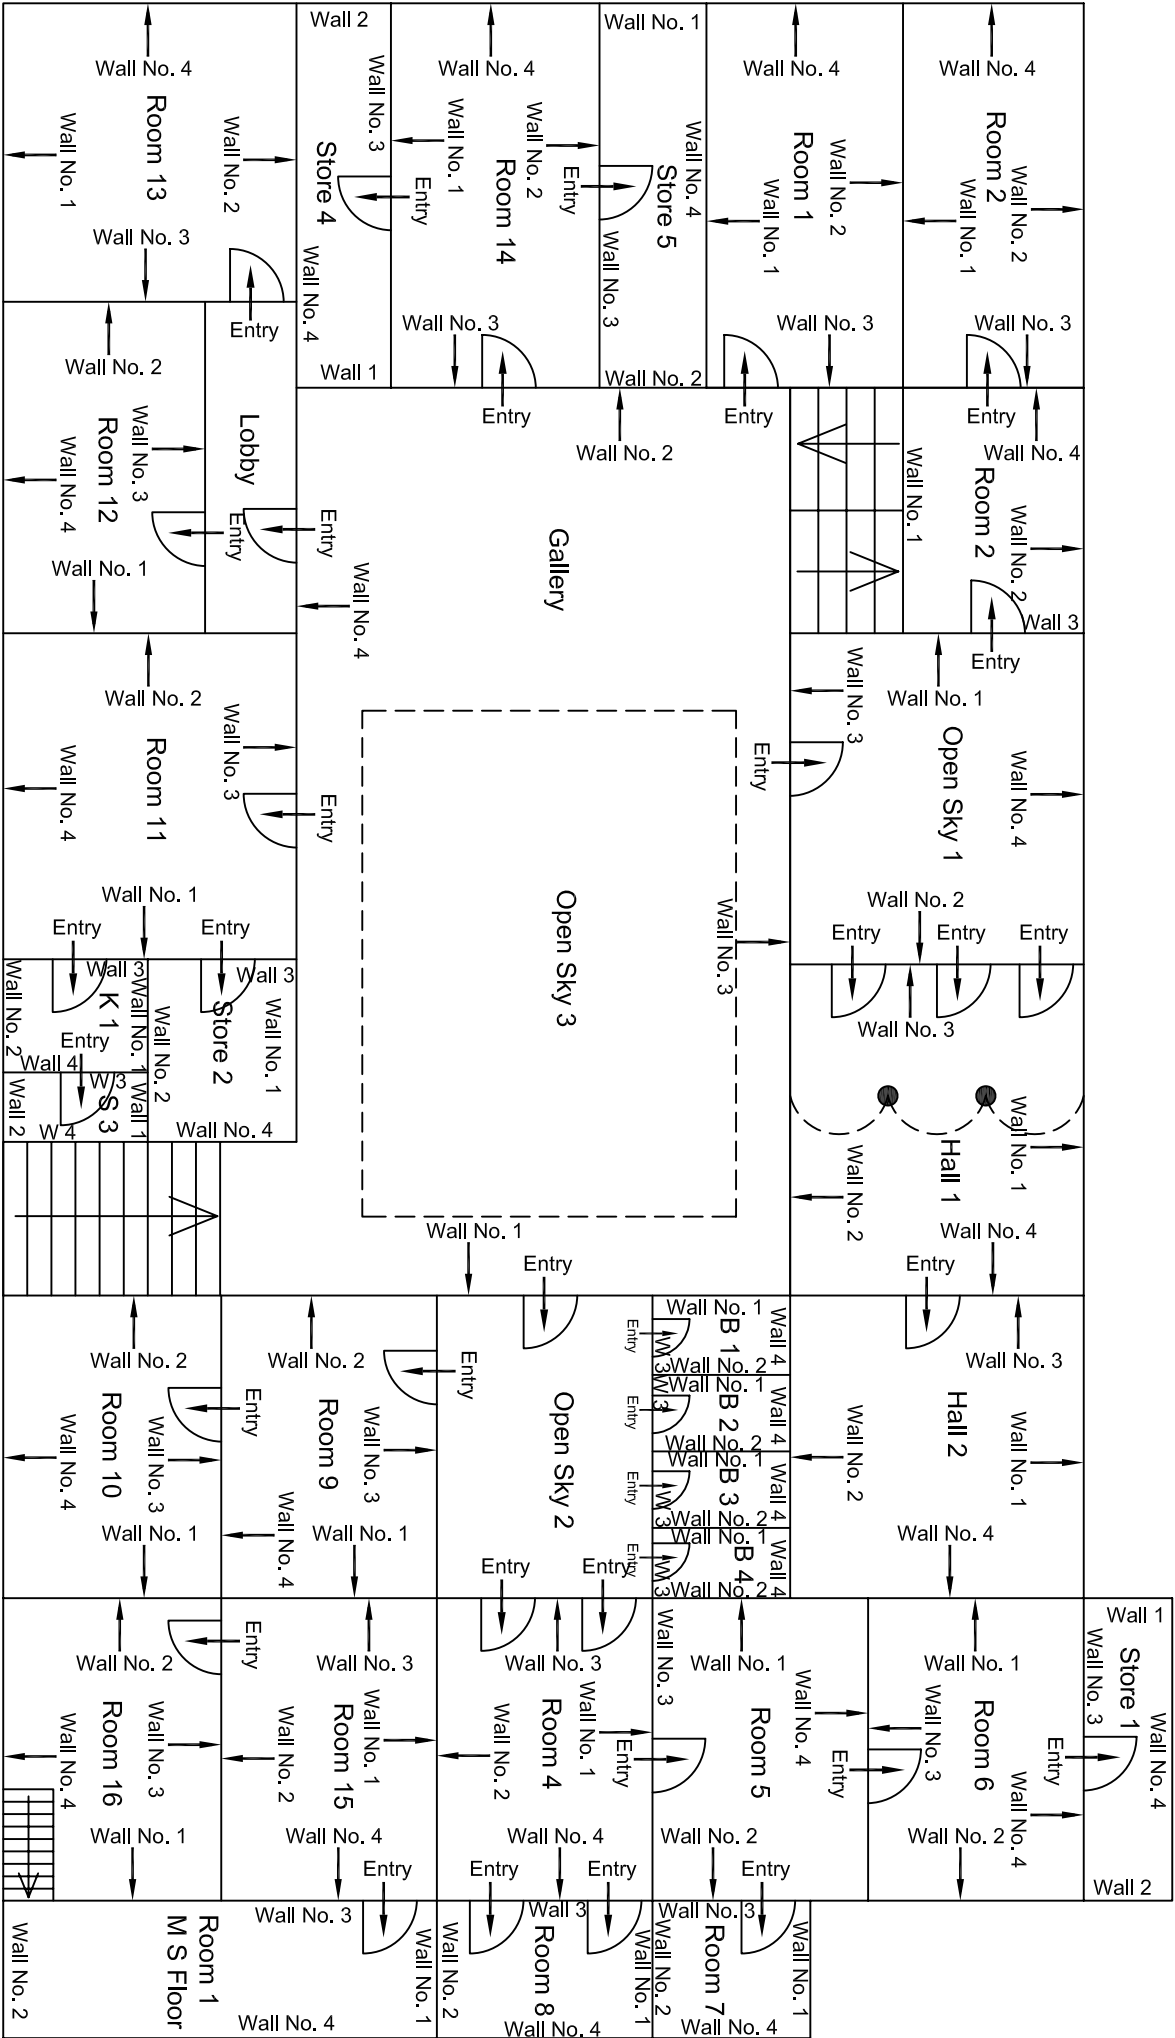 Wall No. 4
Wall No. 1
Room 13
Wall No. 2
Wall No. 3
Entry
Wall 2
Wall No. 3
Store 4
Wall No. 4
Wall 1
Wall No. 4
Wall No. 1
Entry
Wall No. 2
Room 14
Entry
Wall No. 3
Entry
Wall No. 1
Wall No. 4
Store 5
Wall No. 3
Wall No. 2
Wall No. 4
Room 1
Wall No. 2
Wall No. 1
Wall No. 3
Entry
Wall No. 4
Room 2
Wall No. 2
Wall No. 1
Wall No. 3
Entry
Wall No. 2
Wall No. 3
Room 12
Wall No. 4
Wall No. 1
Lobby
Entry
Entry
Wall No. 2
Gallery
Wall No. 4
Wall No. 1
Wall No. 4
Room 2
Wall No. 2
Wall 3
Entry
Wall No. 2
Wall No. 3
Room 11
Wall No. 4
Entry
Wall No. 1
Entry
Entry
Open Sky 3
Wall No. 3
Wall No. 1
Entry
Wall No. 1
Wall No. 3
Open Sky 1
Wall No. 4
Wall No. 2
Entry
Entry
Entry
Wall 3
K 1
Wall No. 1
Wall No. 2
Entry
Wall 4
W 3
S 3
Wall 1
Wall 2
W 4
Wall 3
Store 2
Wall No. 1
Wall No. 2
Wall No. 4
Wall No. 3
Wall No. 1
Hall 1
Wall No. 2
Wall No. 4
Entry
Entry
Wall No. 2
Room 10
Wall No. 3
Wall No. 4
Entry
Wall No. 1
Wall No. 2
Entry
Room 9
Wall No. 3
Wall No. 4
Wall No. 1
Open Sky 2
Entry
Entry
Wall No. 1
B 1
Wall 4
Entry
W 3
Wall No. 2
Wall No. 1
B 2
Wall 4
Entry
W 3
Wall No. 2
Wall No. 1
B 3
Wall 4
Entry
W 3
Wall No. 2
Wall No. 1
B 4
Wall 4
Entry
W 3
Wall No. 2
Wall No. 3
Hall 2
Wall No. 1
Wall No. 2
Wall No. 4
Wall No. 2
Entry
Room 16
Wall No. 3
Wall No. 4
Wall No. 1
Wall No. 3
Room 15
Wall No. 1
Wall No. 2
Wall No. 4
Entry
Wall No. 3
Room 4
Wall No. 1
Wall No. 2
Entry
Wall No. 4
Entry
Entry
Wall No. 3
Wall No. 1
Room 5
Wall No. 4
Entry
Wall No. 2
Entry
Wall No. 1
Room 6
Wall No. 3
Wall No. 4
Wall No. 2
Wall 1
Store 1
Wall No. 3
Wall No. 4
Entry
Wall 2
Wall No. 3
Room 1
M S Floor
Wall No. 1
Wall No. 2
Wall No. 4
Wall 3
Room 8
Wall No. 1
Wall No. 2
Wall No. 4
Wall No. 3
Room 7
Wall No. 1
Wall No. 2
Wall No. 4